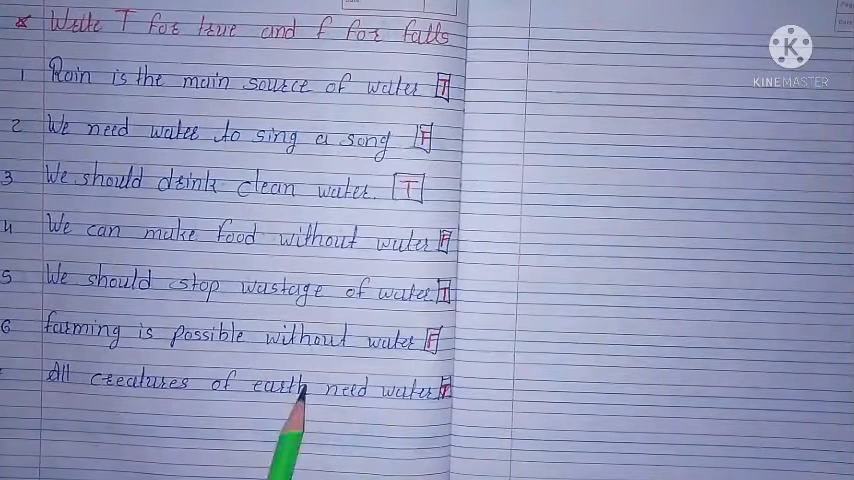 * Write T for true and f for falls
1 Rain is the main source of water T
2 We need water to sing a song F
3 We should drink clean water. T
4 We can make food without water F
5 We should stop wastage of water T
6 farming is possible without water F
All creatures of earth need water T
K
KINEMASTER